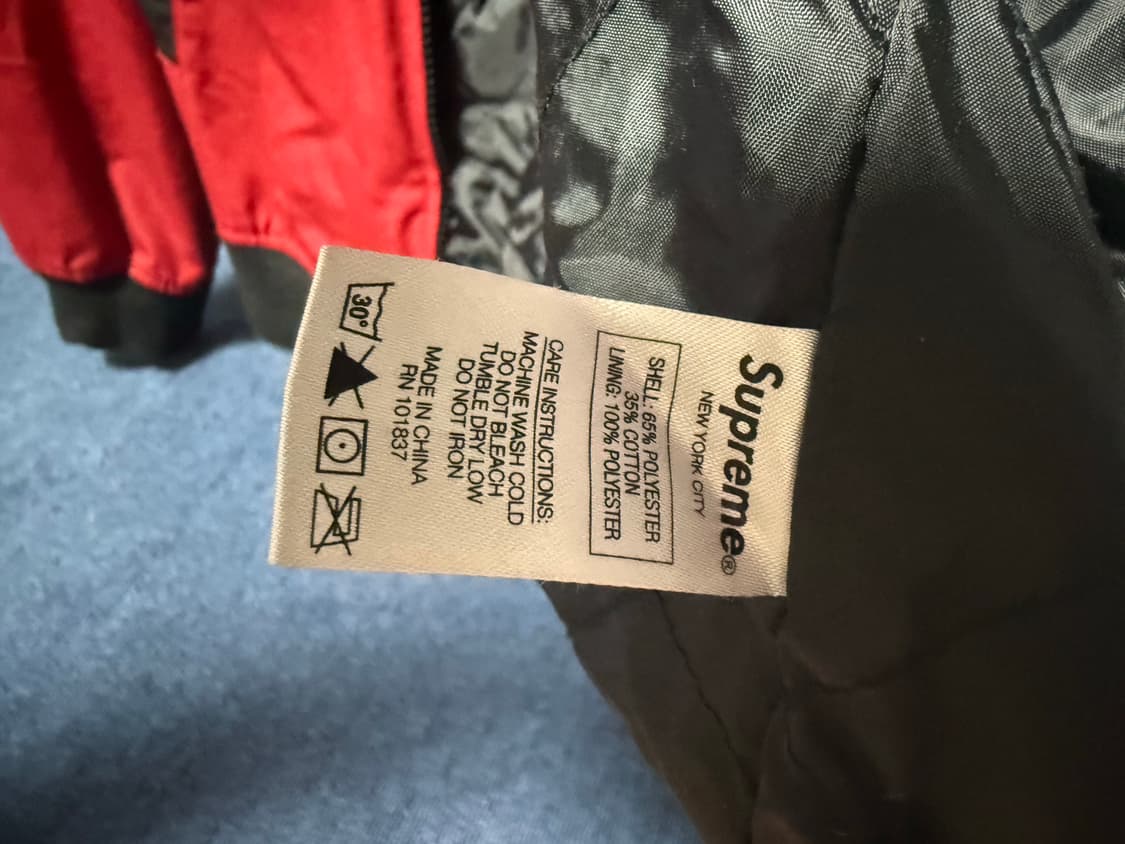 Supreme®
NEW YORK CITY
SHELL: 65% POLYESTER
35% COTTON
LINING: 100% POLYESTER
CARE INSTRUCTIONS:
MACHINE WASH COLD
DO NOT BLEACH
TUMBLE DRY LOW
DO NOT IRON
MADE IN CHINA
RN 101837
30°